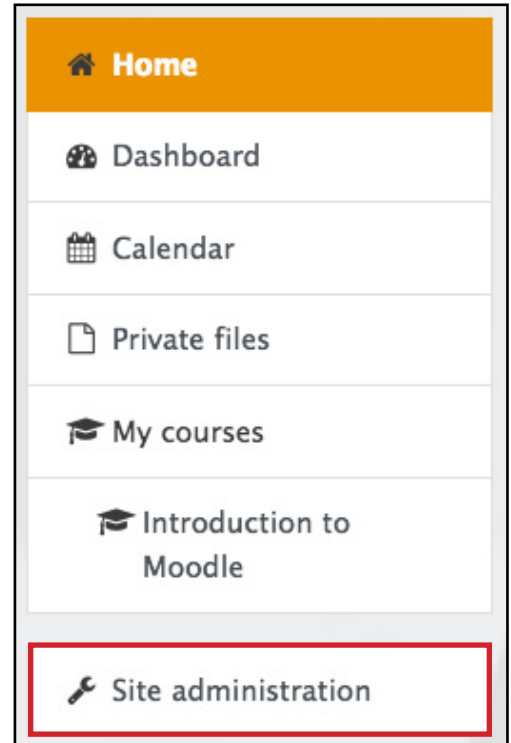 Home
Dashboard
Calendar
Private files
My courses
Introduction to
Moodle
Site administration